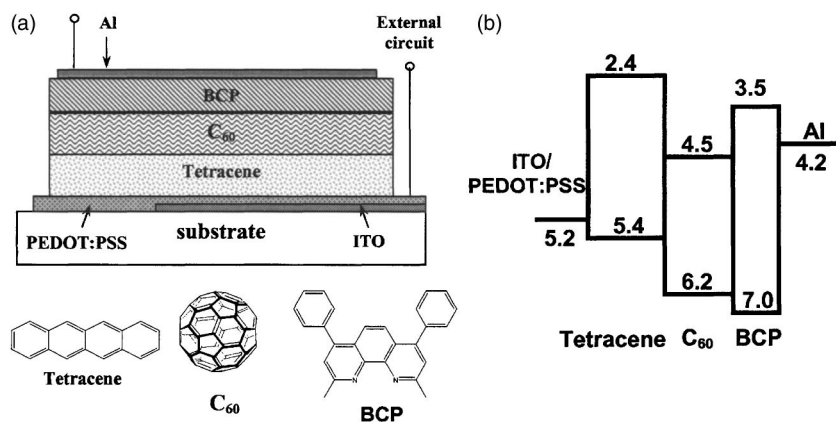 (a)
Al
External
circuit
BCP
C60
Tetracene
PEDOT:PSS
substrate
ITO
Tetracene
C60
N
N
BCP
(b)
2.4
3.5
4.5
Al
4.2
ITO/
PEDOT:PSS
5.2
5.4
6.2
7.0
Tetracene C60 BCP